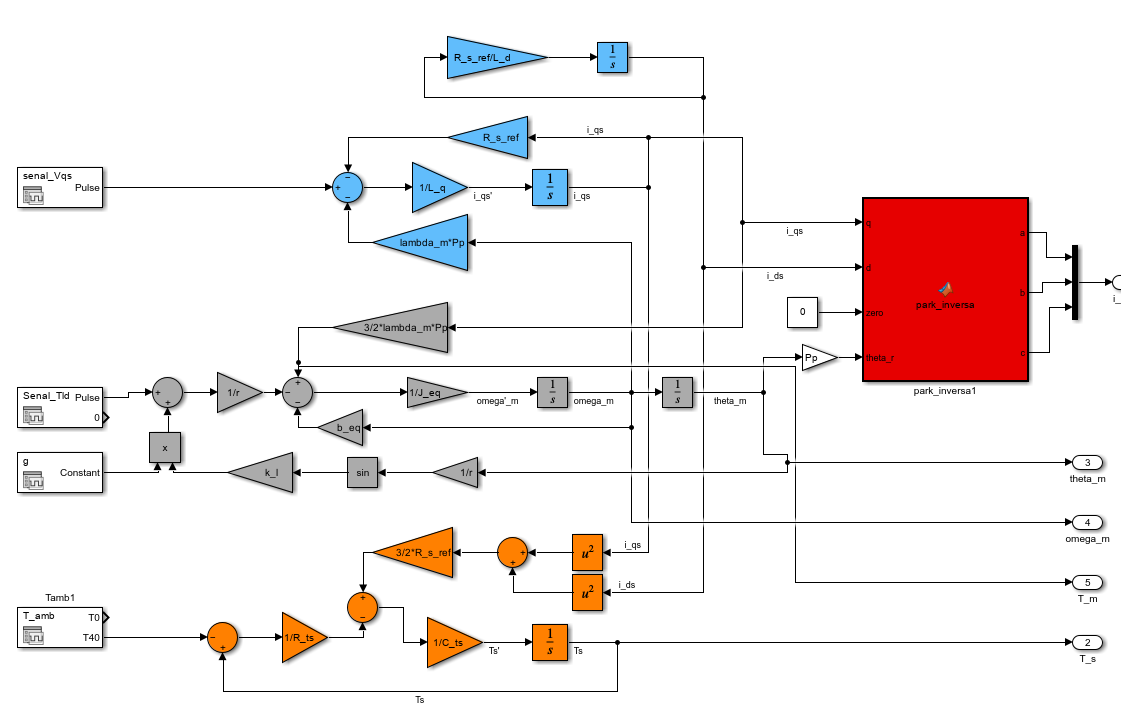 R_s_ref/L_d
1
s
R_s_ref
i_qs
senal_Vqs
Pulse
−
+
−
1/L_q
i_qs'
1
s
i_qs
lambda_m*Pp
q
i_qs
a
d
i_ds
park_inversa
b
zero
0
3/2*lambda_m*Pp
theta_r
c
Pp
park_inversa1
i_
Senal_Tld
Pulse
0
+
+
1/r
+
−
−
1/J_eq
omega'_m
1
s
omega_m
1
s
theta_m
b_eq
x
g
Constant
k_l
sin
1/r
3
theta_m
4
omega_m
3/2*R_s_ref
+
+
u²
i_qs
u²
i_ds
5
T_m
Tamb1
T_amb
T0
T40
−
+
1/R_ts
+
−
1/C_ts
Ts'
1
s
Ts
2
T_s
Ts